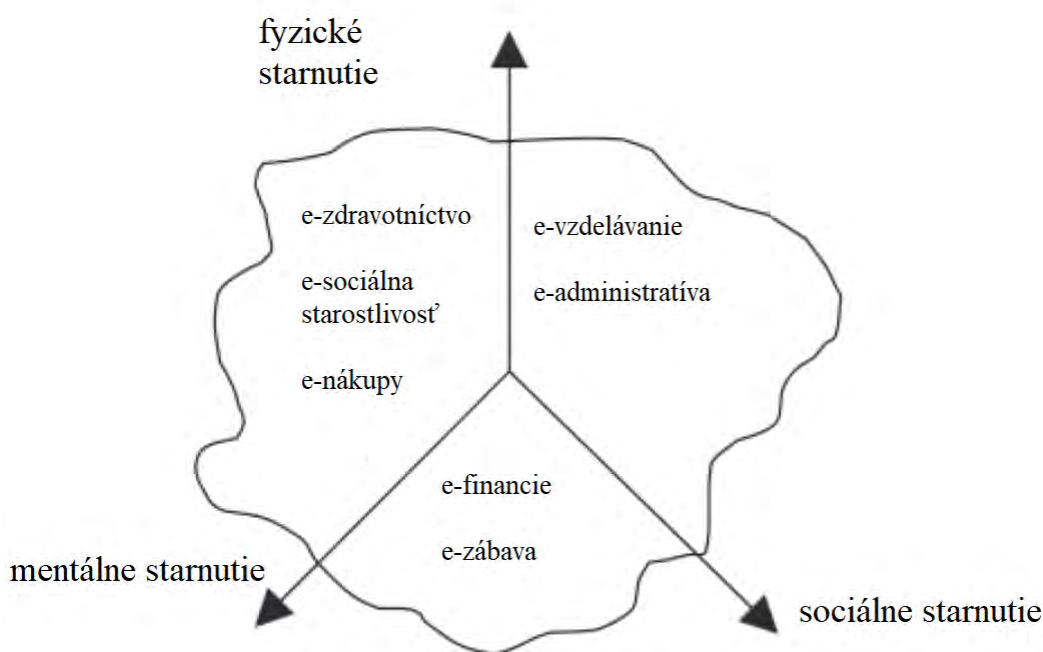 fyzické
starnutie
e-zdravotníctvo
e-sociálna
starostlivosť
e-nákupy
e-vzdelávanie
e-administratíva
e-financie
e-zábava
mentálne starnutie
sociálne starnutie